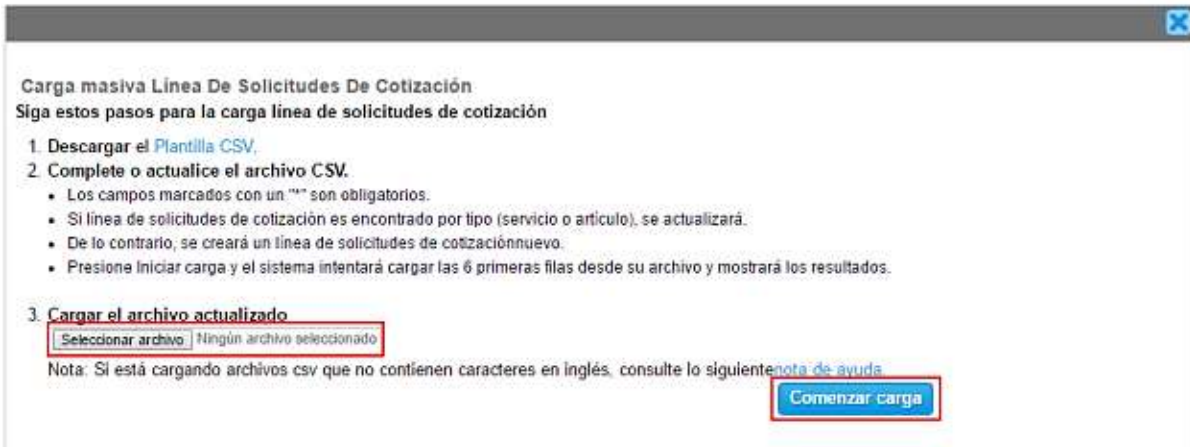 Carga masiva Línea De Solicitudes De Cotización
Siga estos pasos para la carga línea de solicitudes de cotización
1. Descargar el Plantilla CSV.
2. Complete o actualice el archivo CSV.
• Los campos marcados con un "*" son obligatorios.
• Si línea de solicitudes de cotización es encontrado por tipo (servicio o artículo), se actualizará.
• De lo contrario, se creará un línea de solicitudes de cotizaciónnuevo.
• Presione Iniciar carga y el sistema intentará cargar las 6 primeras filas desde su archivo y mostrará los resultados.
3. Cargar el archivo actualizado
Seleccionar archivo Ningún archivo seleccionado
Nota: Si está cargando archivos csv que no contienen caracteres en inglés, consulte lo siguientenota de ayuda.
Comenzar carga